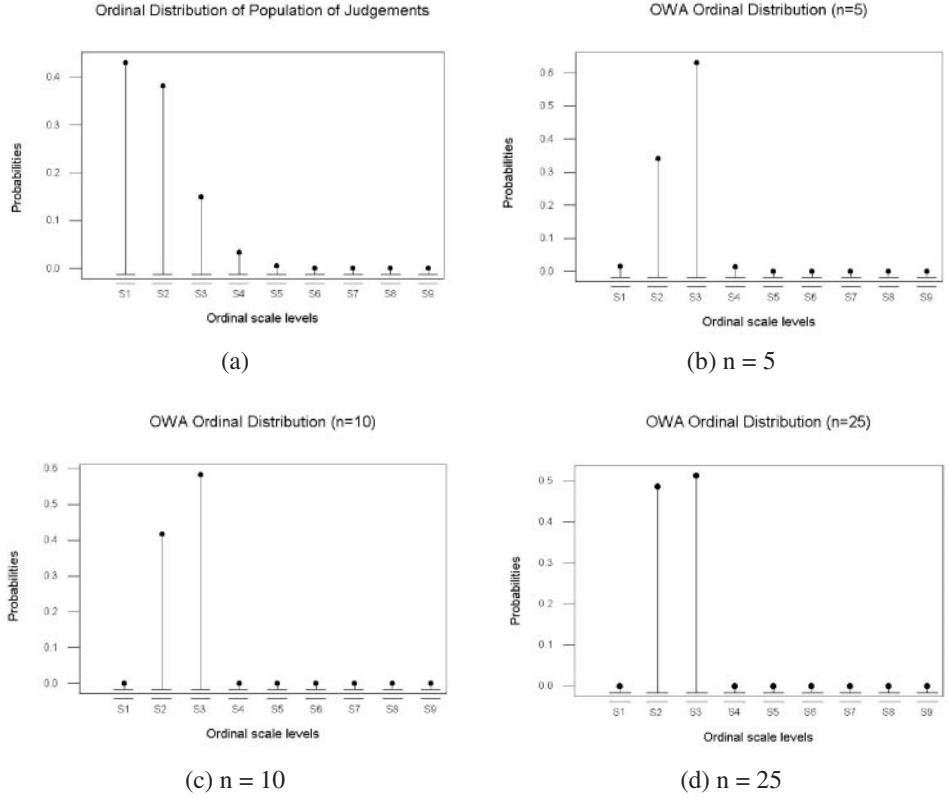 Ordinal Distribution of Population of Judgements
0.4
0.3
0.2
0.1
0.0
Probabilities
S1 S2 S3 S4 S5 S6 S7 S8 S9
Ordinal scale levels
(a)
OWA Ordinal Distribution (n=5)
0.6
0.5
0.4
0.3
0.2
0.1
0.0
Probabilities
S1 S2 S3 S4 S5 S6 S7 S8 S9
Ordinal scale levels
(b) n = 5
OWA Ordinal Distribution (n=10)
0.6
0.5
0.4
0.3
0.2
0.1
0.0
Probabilities
S1 S2 S3 S4 S5 S6 S7 S8 S9
Ordinal scale levels
(c) n = 10
OWA Ordinal Distribution (n=25)
0.5
0.4
0.3
0.2
0.1
0.0
Probabilities
S1 S2 S3 S4 S5 S6 S7 S8 S9
Ordinal scale levels
(d) n = 25